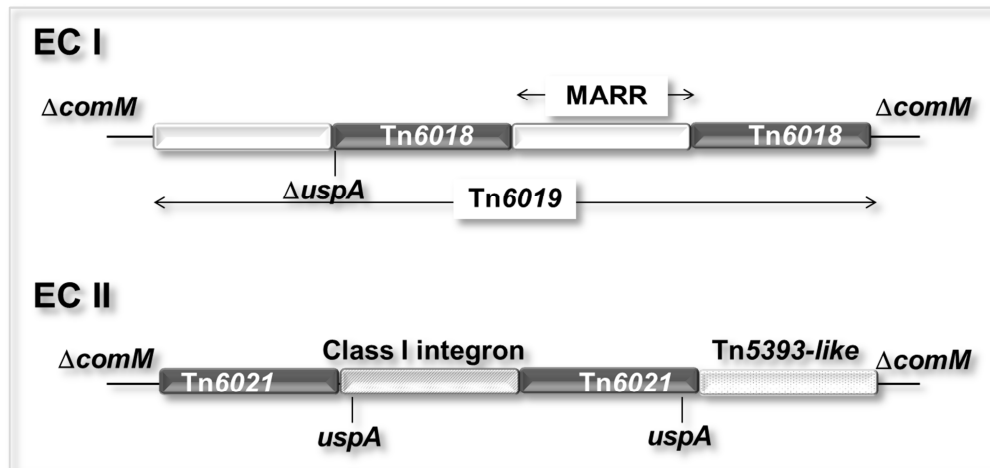 EC I
MARR
ΔcomM ΔcomM
Tn6018 Tn6018
ΔuspA
Tn6019
EC II
Class I integron Tn5393-like
ΔcomM ΔcomM
Tn6021 Tn6021
uspA uspA